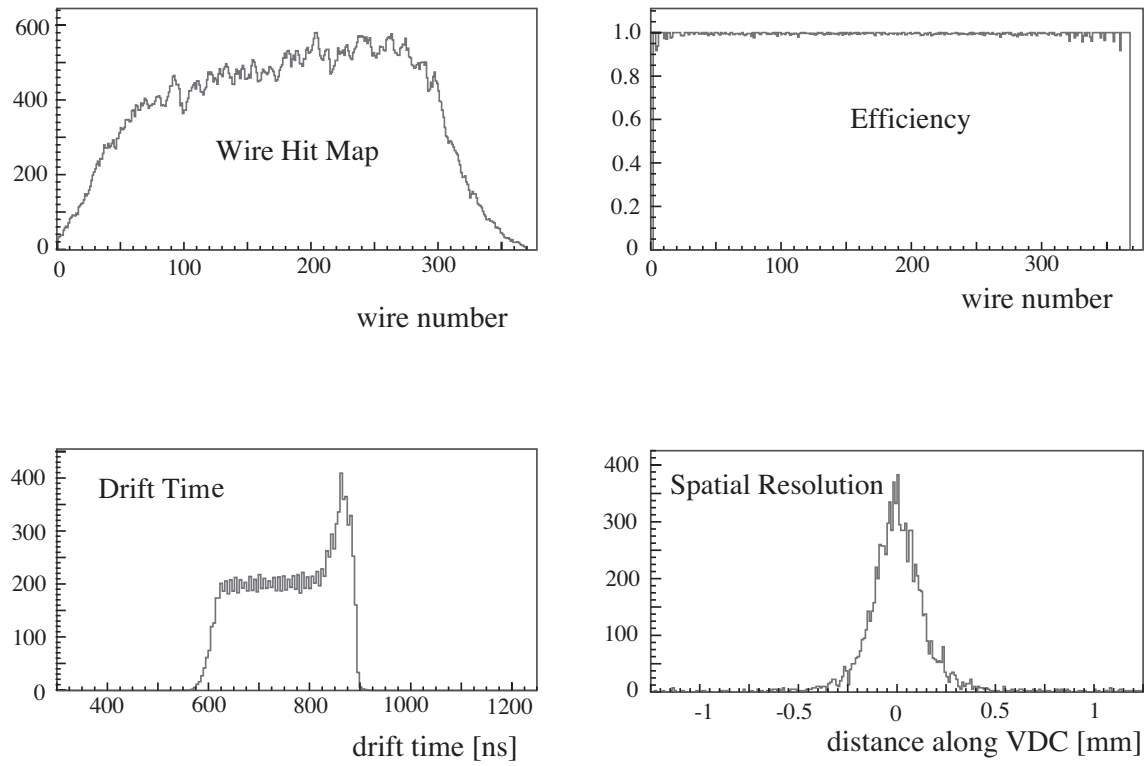 600
400
200
0
Wire Hit Map
0 100 200 300
wire number
1.0
0.8
0.6
0.4
0.2
0
Efficiency
0 100 200 300
wire number
400
300
200
100
0
Drift Time
400 600 800 1000 1200
drift time [ns]
400
300
200
100
0
Spatial Resolution
-1 -0.5 0 0.5 1
distance along VDC [mm]